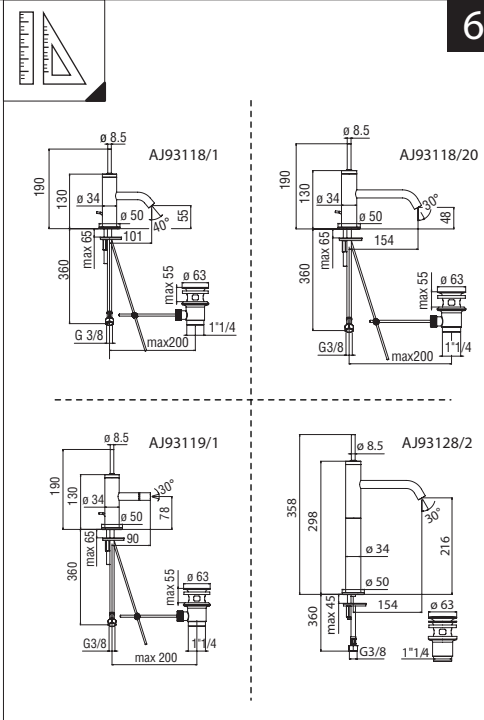 6
ø 8.5
AJ93118/1
190
130
ø 34
ø 50
40°
55
101
max 65
360
max 55
ø 63
G 3/8
1"1/4
max200
ø 8.5
AJ93118/20
190
130
ø 34
ø 50
30°
48
154
max 65
360
max 55
ø 63
G3/8
1"1/4
max200
ø 8.5
AJ93119/1
190
130
ø 34
ø 50
30°
78
90
max 65
360
max 55
ø 63
G3/8
1"1/4
max 200
ø 8.5
AJ93128/2
358
298
30°
216
ø 34
ø 50
154
max 45
360
ø 63
G3/8
1"1/4